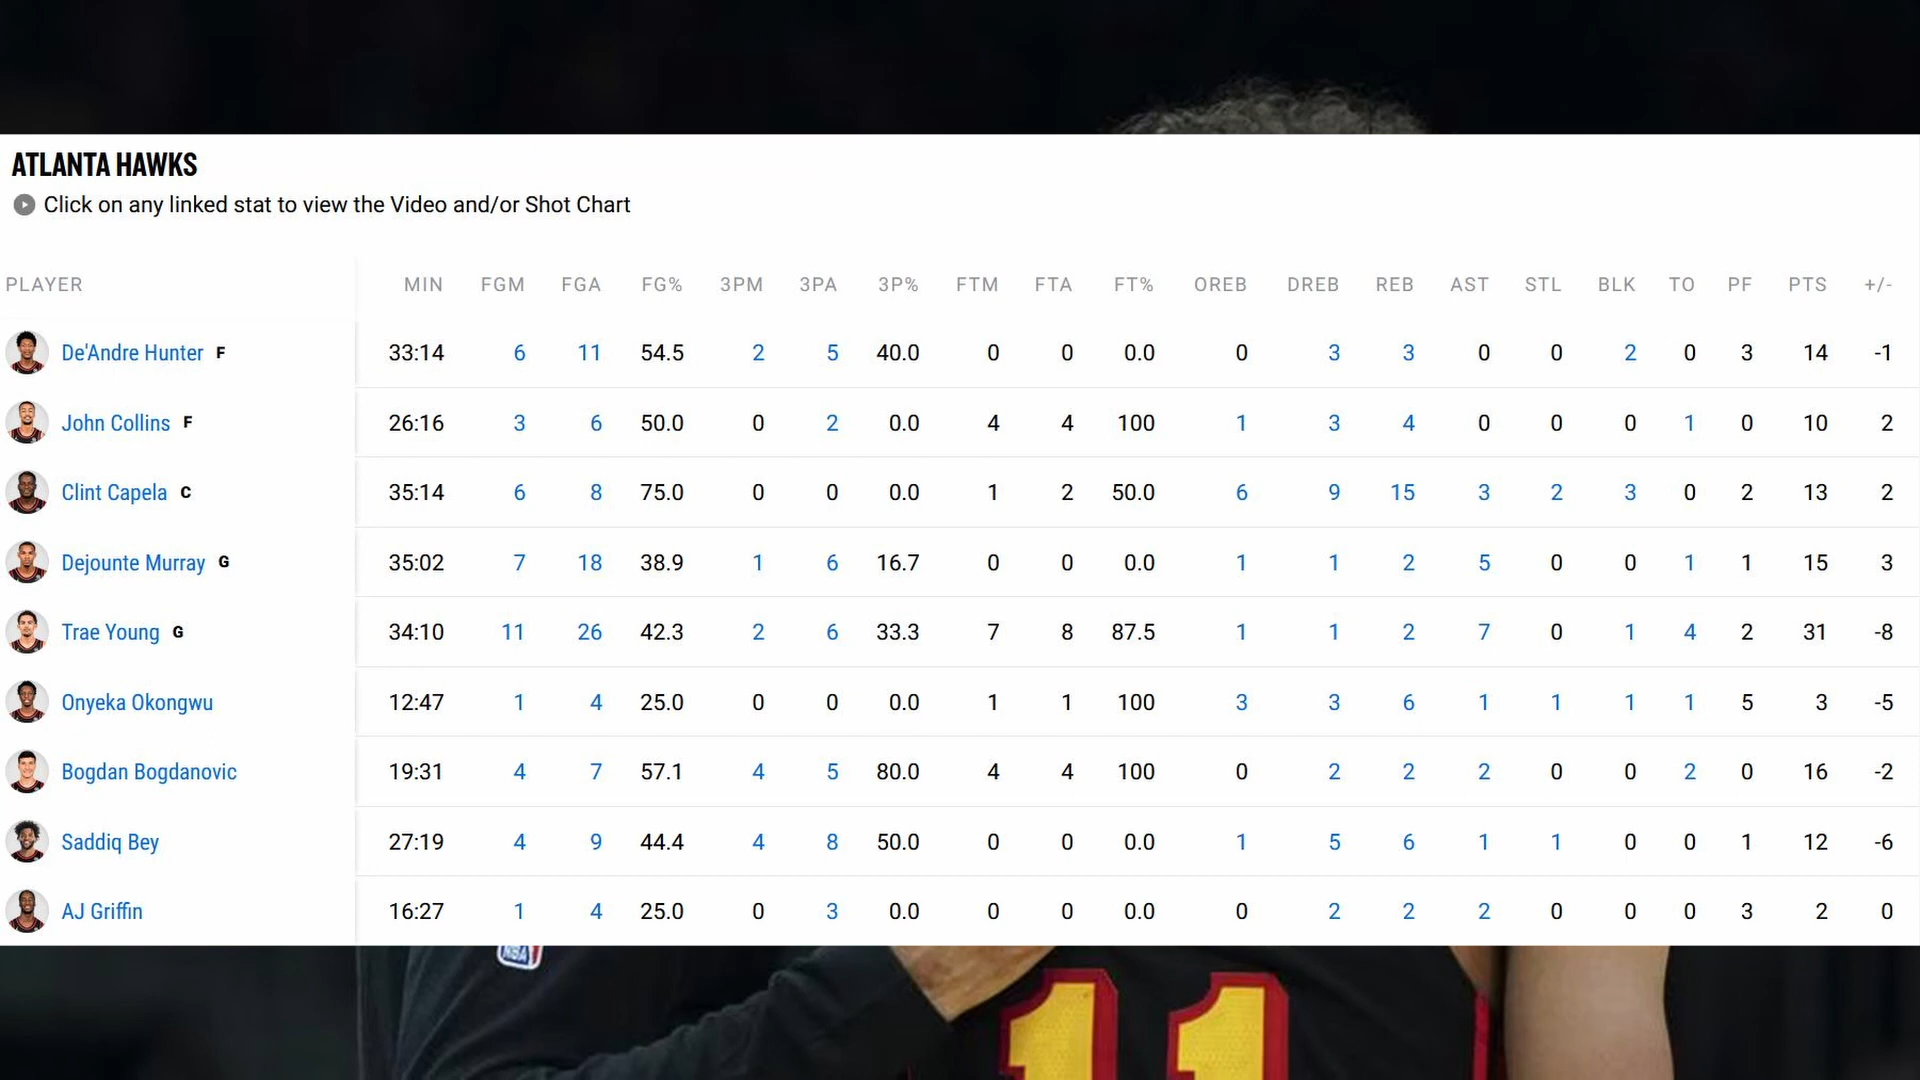 ATLANTA HAWKS
Click on any linked stat to view the Video and/or Shot Chart
PLAYER MIN FGM FGA FG% 3PM 3PA 3P% FTM FTA FT% OREB DREB REB AST STL BLK TO PF PTS +/-
De'Andre Hunter F 33:14 6 11 54.5 2 5 40.0 0 0 0.0 0 3 3 0 0 2 0 3 14 -1
John Collins F 26:16 3 6 50.0 0 2 0.0 4 4 100 1 3 4 0 0 0 1 0 10 2
Clint Capela C 35:14 6 8 75.0 0 0 0.0 1 2 50.0 6 9 15 3 2 3 0 2 13 2
Dejounte Murray G 35:02 7 18 38.9 1 6 16.7 0 0 0.0 1 1 2 5 0 0 1 1 15 3
Trae Young G 34:10 11 26 42.3 2 6 33.3 7 8 87.5 1 1 2 7 0 1 4 2 31 -8
Onyeka Okongwu 12:47 1 4 25.0 0 0 0.0 1 1 100 3 3 6 1 1 1 1 5 3 -5
Bogdan Bogdanovic 19:31 4 7 57.1 4 5 80.0 4 4 100 0 2 2 2 0 0 2 0 16 -2
Saddiq Bey 27:19 4 9 44.4 4 8 50.0 0 0 0.0 1 5 6 1 1 0 0 1 12 -6
AJ Griffin 16:27 1 4 25.0 0 3 0.0 0 0 0.0 0 2 2 2 0 0 0 3 2 0
NBA
11